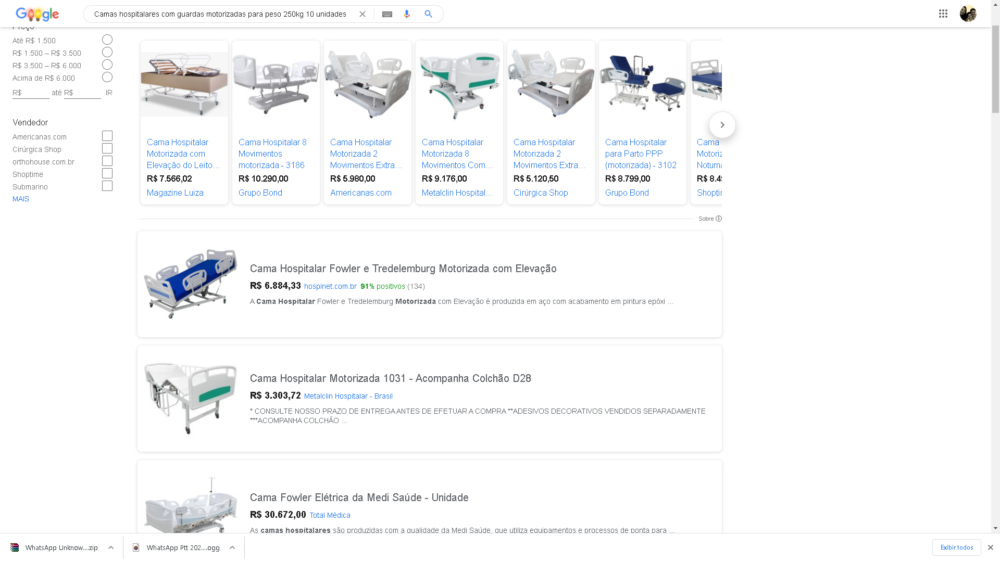 Google
Camas hospitalares com guardas motorizadas para peso 250kg 10 unidades
Preço
Até R$ 1.500
R$ 1.500 – R$ 3.500
R$ 3.500 – R$ 6.000
Acima de R$ 6.000
R$ até R$ IR
Vendedor
Americanas.com
Cirúrgica Shop
orthohouse.com.br
Shoptime
Submarino
MAIS
Cama Hospitalar
Motorizada com
Elevação do Leito...
R$ 7.566,02
Magazine Luiza
Cama Hospitalar 8
Movimentos
motorizada - 3186
R$ 10.290,00
Grupo Bond
Cama Hospitalar
Motorizada 2
Movimentos Extra...
R$ 5.980,00
Americanas.com
Cama Hospitalar
Motorizada 8
Movimentos Com...
R$ 9.176,00
Metalclin Hospital...
Cama Hospitalar
Motorizada 2
Movimentos Extra...
R$ 5.120,50
Cirúrgica Shop
Cama Hospitalar
para Parto PPP
(motorizada) - 3102
R$ 8.799,00
Grupo Bond
Cama
Motoriz
Noturna
R$ 8.49
Shoptir
Sobre
Cama Hospitalar Fowler e Tredelemburg Motorizada com Elevação
R$ 6.884,33 hospinet.com.br 91% positivos (134)
A Cama Hospitalar Fowler e Tredelemburg Motorizada com Elevação é produzida em aço com acabamento em pintura epóxi ...
Cama Hospitalar Motorizada 1031 - Acompanha Colchão D28
R$ 3.303,72 Metalclin Hospitalar - Brasil
* CONSULTE NOSSO PRAZO DE ENTREGA ANTES DE EFETUAR A COMPRA **ADESIVOS DECORATIVOS VENDIDOS SEPARADAMENTE
***ACOMPANHA COLCHÃO ...
Cama Fowler Elétrica da Medi Saúde - Unidade
R$ 30.672,00 Total Médica
As camas hospitalares são produzidas com a qualidade da Medi Saúde, que utiliza equipamentos e processos de ponta para ...
WhatsApp Unknow....zip
WhatsApp Ptt 202....ogg
Exibir todos